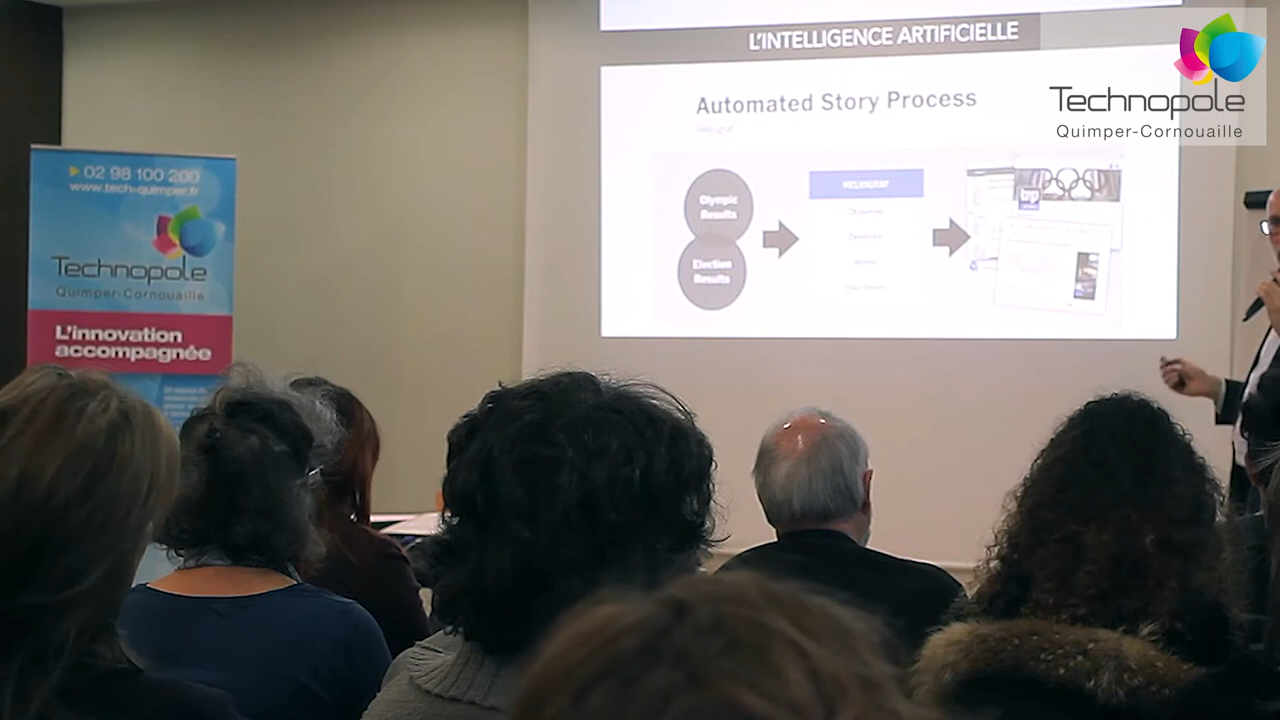 L'INTELLIGENCE ARTIFICIELLE
Automated Story Process
Heliograf
Olympic
Results
Election
Results
HELIOGRAF
Technopole
Quimper-Cornouaille
02 98 100 200
www.tech-quimper.fr
Technopole
Quimper-Cornouaille
L'innovation
accompagnée